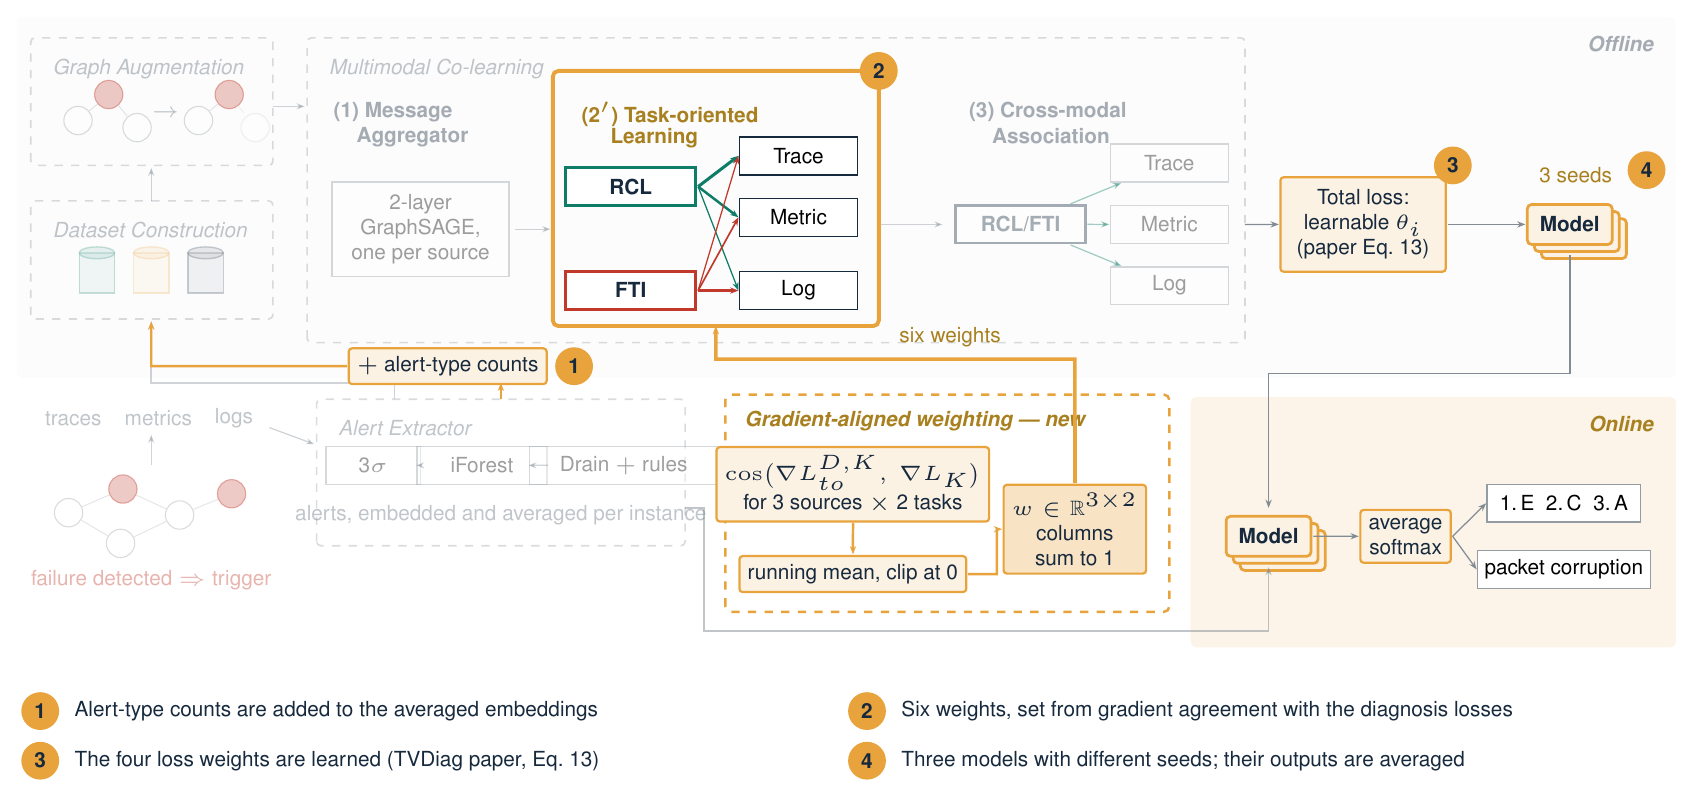 Offline
Graph Augmentation
Multimodal Co-learning
2
(1) Message
Aggregator
(2′) Task-oriented
Learning
(3) Cross-modal
Association
Trace
RCL
Metric
FTI
Log
2-layer
GraphSAGE,
one per source
Trace
RCL/FTI
Metric
Log
3
Total loss:
learnable θ_i
(paper Eq. 13)
3 seeds
4
Model
Dataset Construction
six weights
+ alert-type counts
1
traces
metrics
logs
Alert Extractor
3σ
iForest
Drain + rules
alerts, embedded and averaged per instance
failure detected ⇒ trigger
Gradient-aligned weighting — new
cos(∇L_{to}^{D,K}, ∇L_K)
for 3 sources × 2 tasks
running mean, clip at 0
w ∈ ℝ^{3×2}
columns
sum to 1
Online
Model
average
softmax
1. E 2. C 3. A
packet corruption
1 Alert-type counts are added to the averaged embeddings
2 Six weights, set from gradient agreement with the diagnosis losses
3 The four loss weights are learned (TVDiag paper, Eq. 13)
4 Three models with different seeds; their outputs are averaged